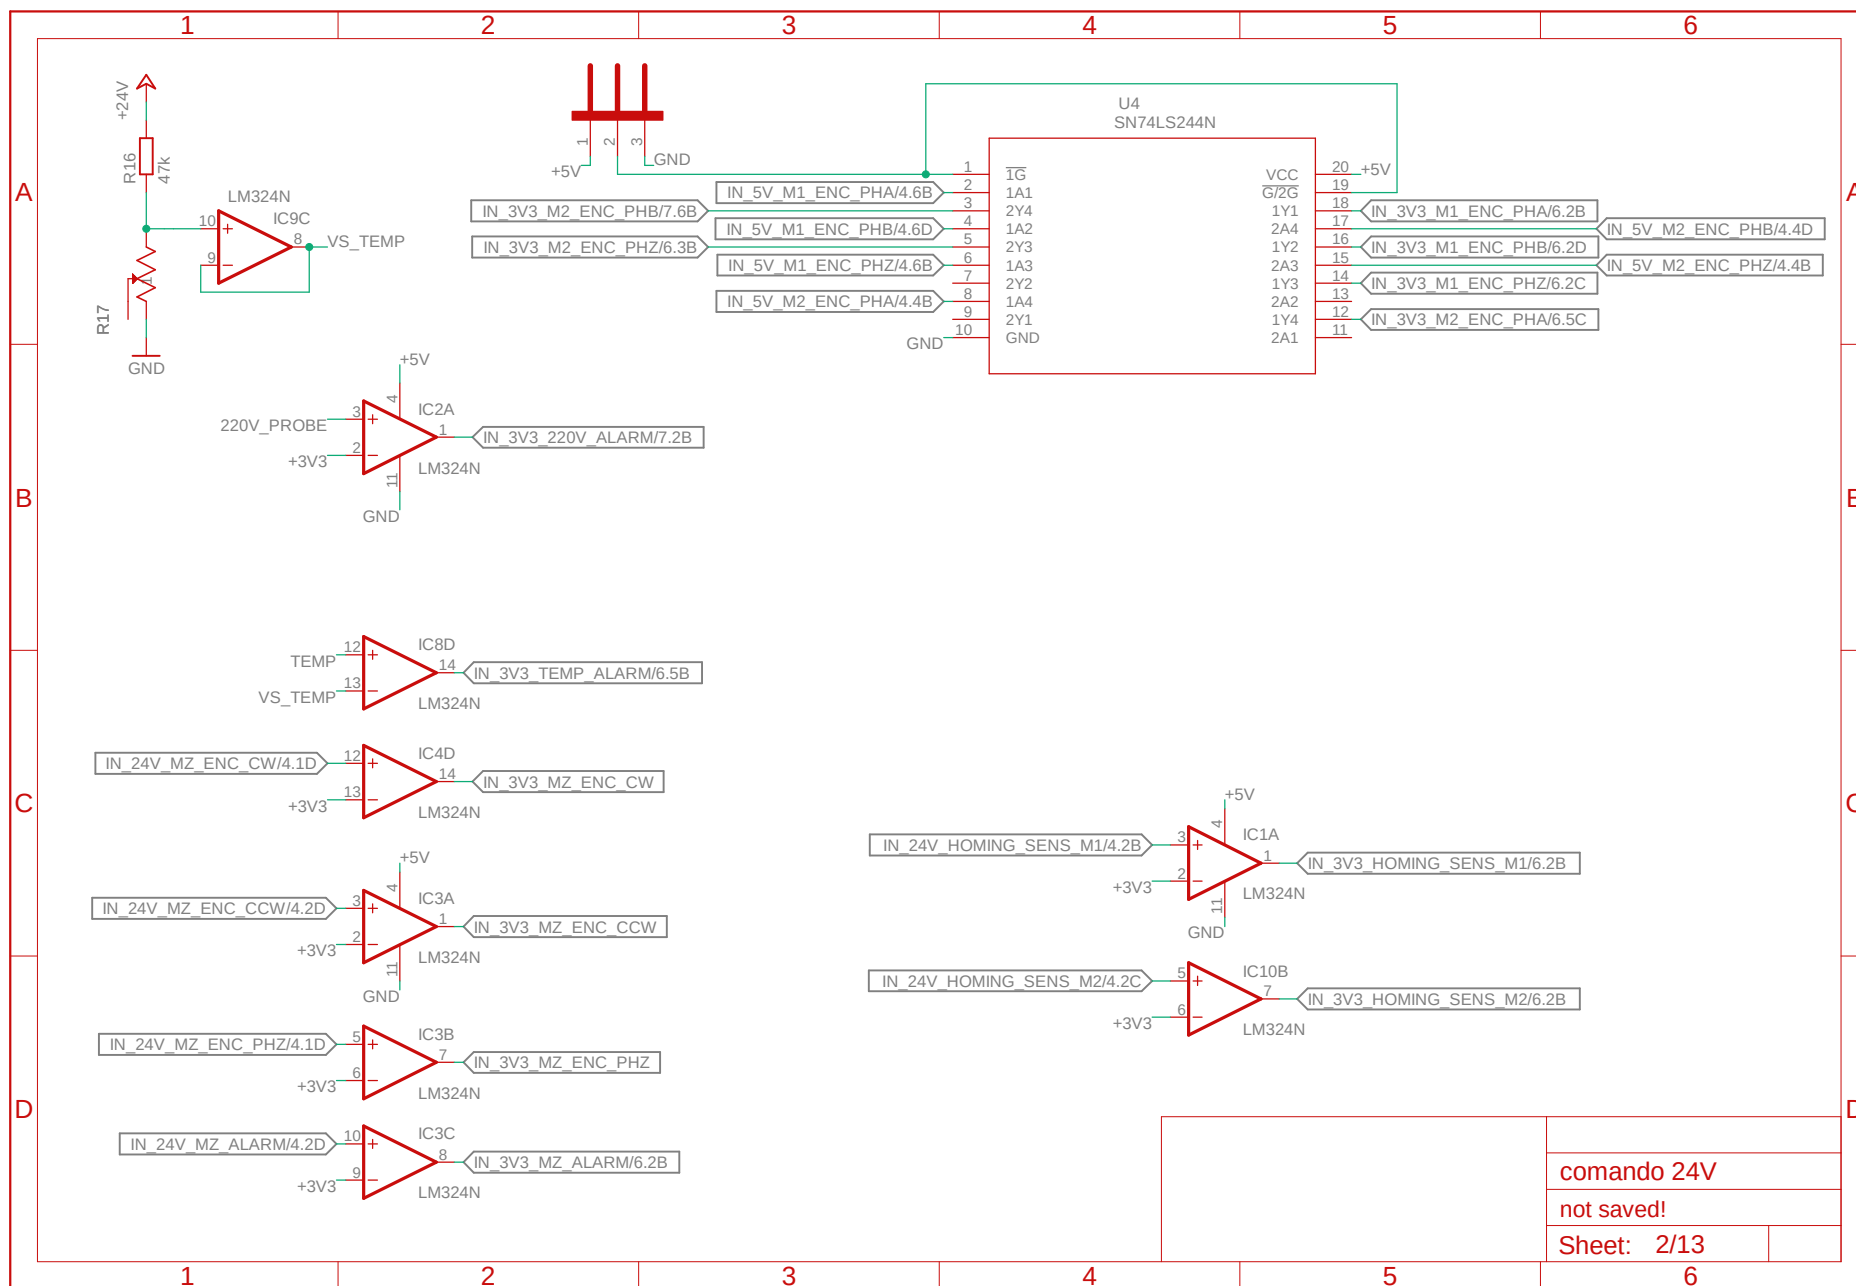 1 2 3 4 5 6
A
B
C
D
+24V
R16
47k
LM324N
IC9C
10
9
8
VS_TEMP
R17
GND
1 2 3
+5V
GND
U4
SN74LS244N
1 1G VCC 20 +5V
IN_5V_M1_ENC_PHA/4.6B 2 1A1 G/2G 19
IN_3V3_M2_ENC_PHB/7.6B 3 2Y4 1Y1 18 IN_3V3_M1_ENC_PHA/6.2B
IN_5V_M1_ENC_PHB/4.6D 4 1A2 2A4 17 IN_5V_M2_ENC_PHB/4.4D
IN_3V3_M2_ENC_PHZ/6.3B 5 2Y3 1Y2 16 IN_3V3_M1_ENC_PHB/6.2D
IN_5V_M1_ENC_PHZ/4.6B 6 1A3 2A3 15 IN_5V_M2_ENC_PHZ/4.4B
7 2Y2 1Y3 14 IN_3V3_M1_ENC_PHZ/6.2C
IN_5V_M2_ENC_PHA/4.4B 8 1A4 2A2 13
9 2Y1 1Y4 12 IN_3V3_M2_ENC_PHA/6.5C
GND 10 GND 2A1 11
+5V
4
IC2A
220V_PROBE 3
1 IN_3V3_220V_ALARM/7.2B
+3V3 2
LM324N
11
GND
IC8D
TEMP 12
14 IN_3V3_TEMP_ALARM/6.5B
VS_TEMP 13
LM324N
IC4D
IN_24V_MZ_ENC_CW/4.1D 12
14 IN_3V3_MZ_ENC_CW
+3V3 13
LM324N
+5V
4
IC3A
IN_24V_MZ_ENC_CCW/4.2D 3
1 IN_3V3_MZ_ENC_CCW
+3V3 2
LM324N
11
GND
IC3B
IN_24V_MZ_ENC_PHZ/4.1D 5
7 IN_3V3_MZ_ENC_PHZ
+3V3 6
LM324N
IC3C
IN_24V_MZ_ALARM/4.2D 10
8 IN_3V3_MZ_ALARM/6.2B
+3V3 9
LM324N
+5V
4
IC1A
IN_24V_HOMING_SENS_M1/4.2B 3
1 IN_3V3_HOMING_SENS_M1/6.2B
+3V3 2
LM324N
11
GND
IC10B
IN_24V_HOMING_SENS_M2/4.2C 5
7 IN_3V3_HOMING_SENS_M2/6.2B
+3V3 6
LM324N
comando 24V
not saved!
Sheet: 2/13
1 2 3 4 5 6